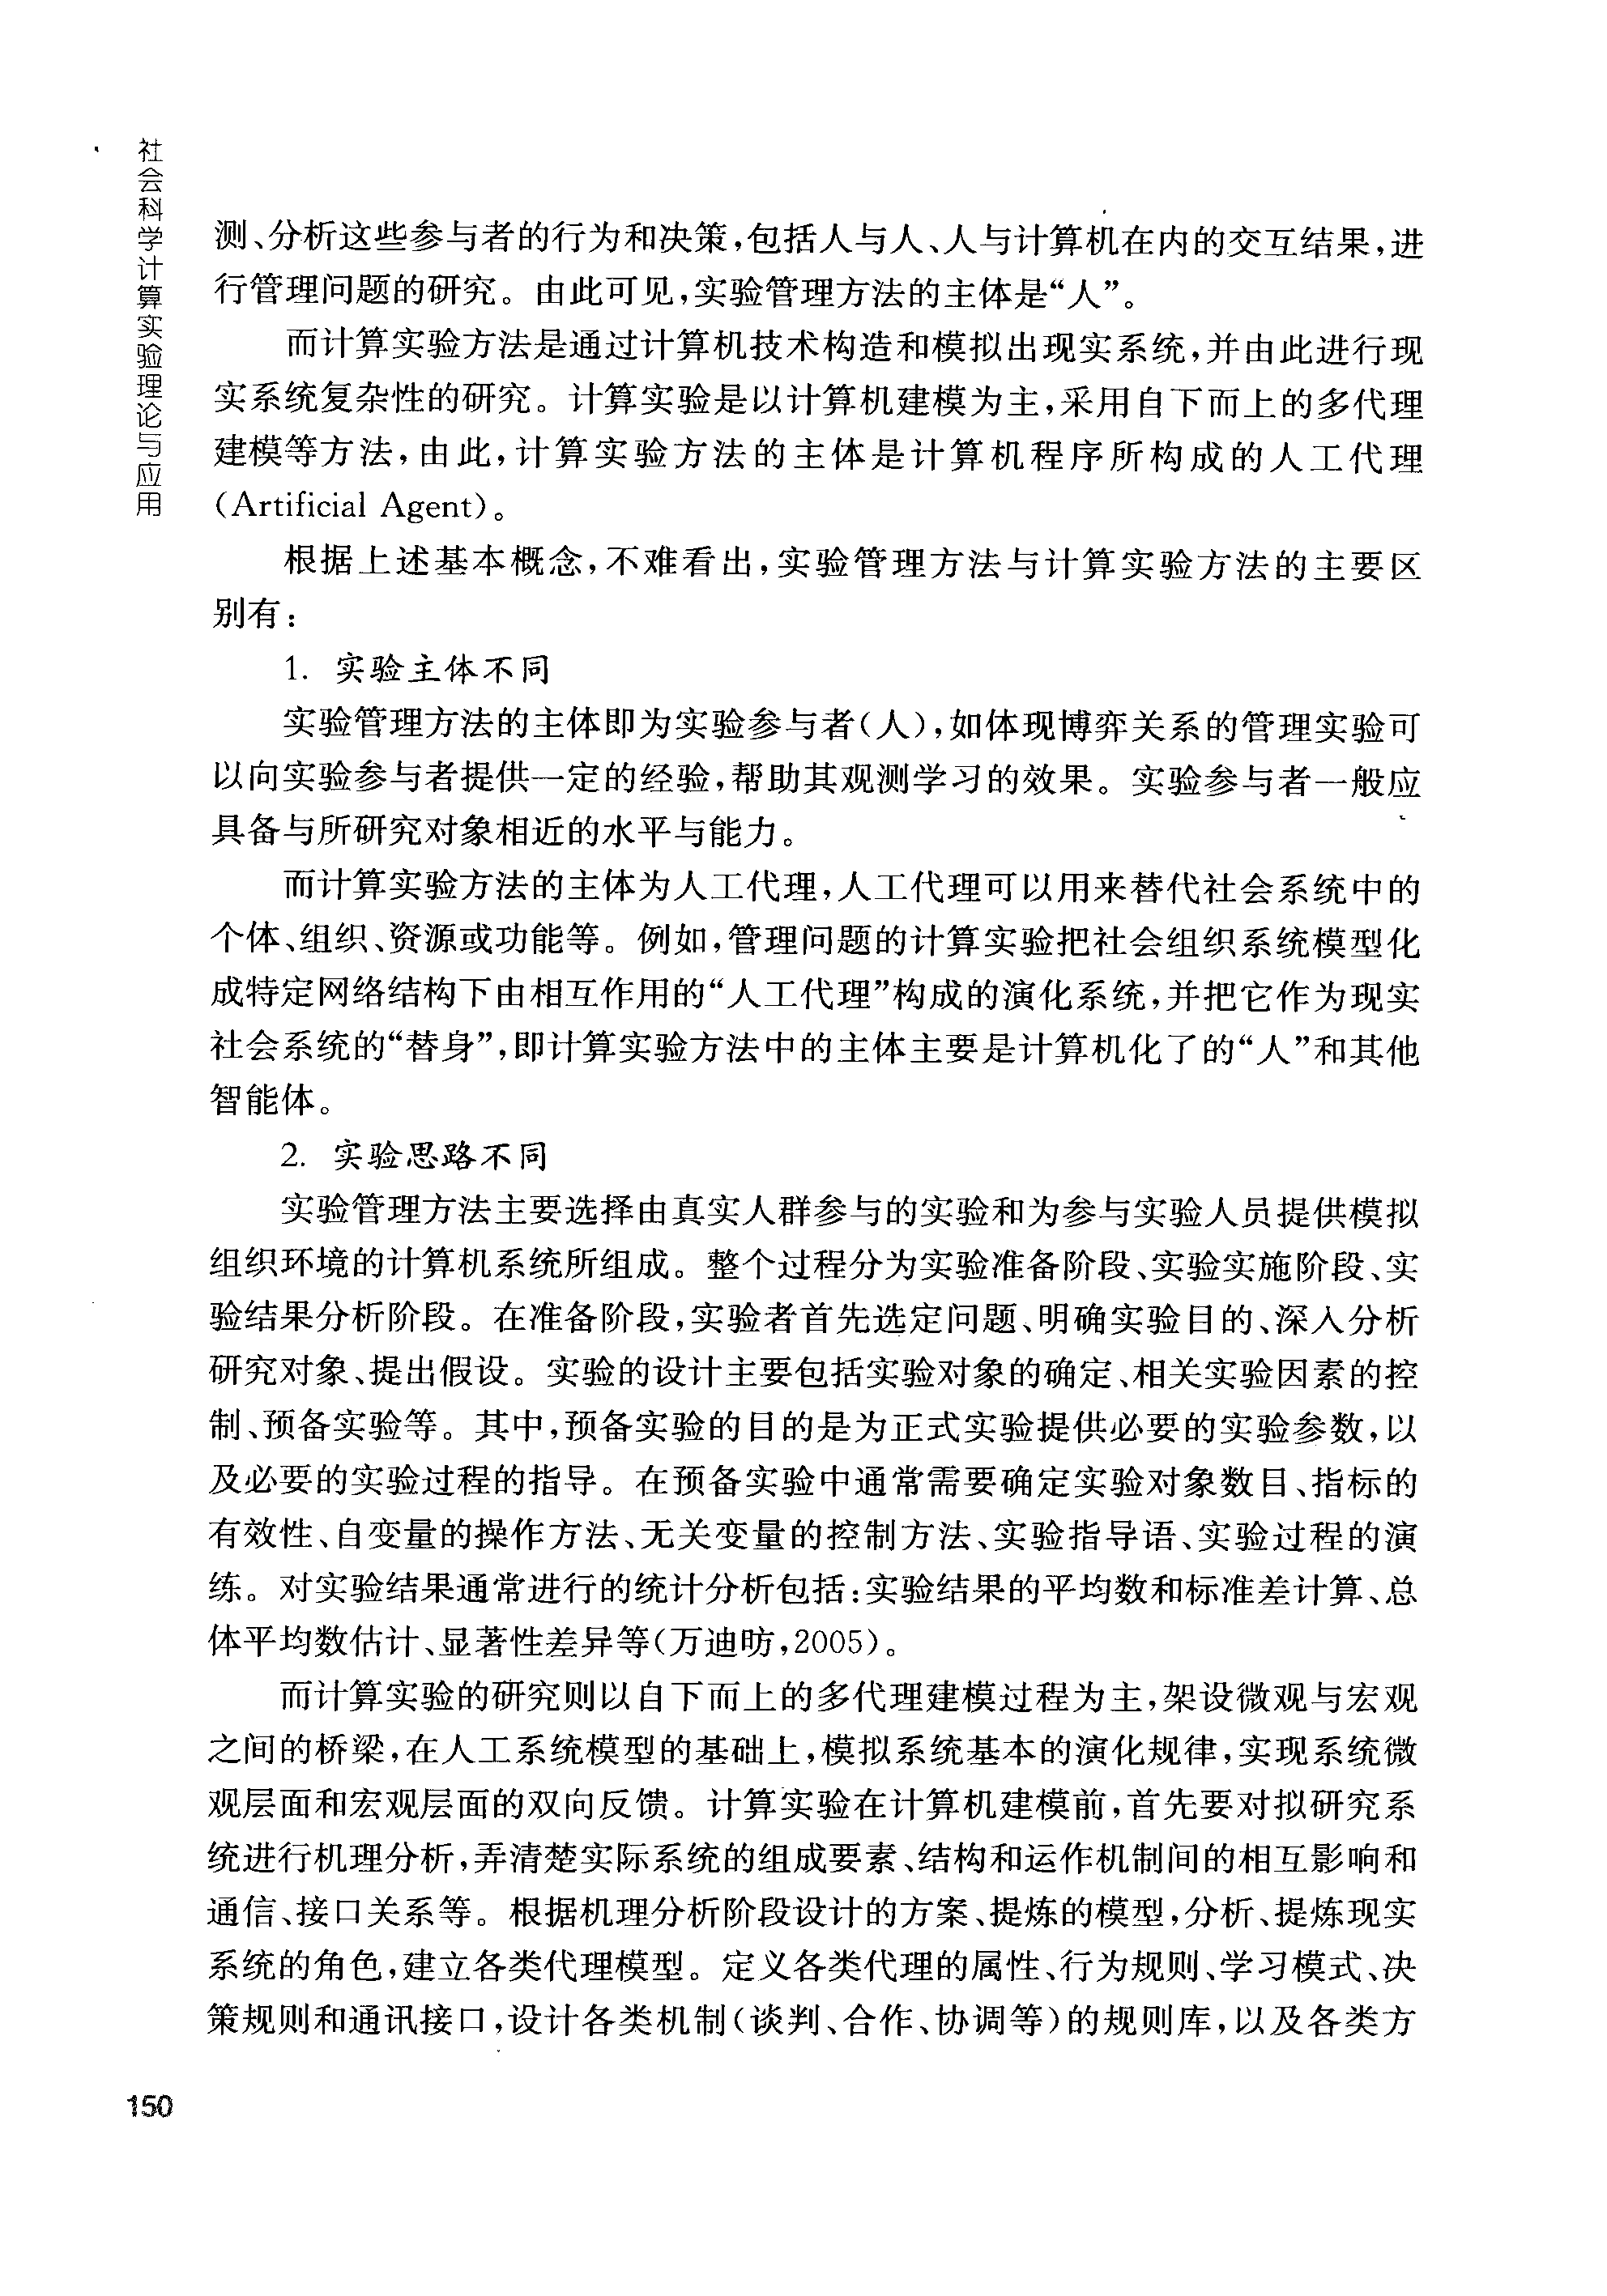 社会科学计算实验理论与应用
测、分析这些参与者的行为和决策，包括人与人、人与计算机在内的交互结果，进
行管理问题的研究。由此可见，实验管理方法的主体是“人”。
而计算实验方法是通过计算机技术构造和模拟出现实系统，并由此进行现
实系统复杂性的研究。计算实验是以计算机建模为主，采用自下而上的多代理
建模等方法，由此，计算实验方法的主体是计算机程序所构成的人工代理
（Artificial Agent）。
根据上述基本概念，不难看出，实验管理方法与计算实验方法的主要区
别有：
1. 实验主体不同
实验管理方法的主体即为实验参与者（人），如体现博弈关系的管理实验可
以向实验参与者提供一定的经验，帮助其观测学习的效果。实验参与者一般应
具备与所研究对象相近的水平与能力。
而计算实验方法的主体为人工代理，人工代理可以用来替代社会系统中的
个体、组织、资源或功能等。例如，管理问题的计算实验把社会组织系统模型化
成特定网络结构下由相互作用的“人工代理”构成的演化系统，并把它作为现实
社会系统的“替身”，即计算实验方法中的主体主要是计算机化了的“人”和其他
智能体。
2. 实验思路不同
实验管理方法主要选择由真实人群参与的实验和为参与实验人员提供模拟
组织环境的计算机系统所组成。整个过程分为实验准备阶段、实验实施阶段、实
验结果分析阶段。在准备阶段，实验者首先选定问题、明确实验目的、深入分析
研究对象、提出假设。实验的设计主要包括实验对象的确定、相关实验因素的控
制、预备实验等。其中，预备实验的目的是为正式实验提供必要的实验参数，以
及必要的实验过程的指导。在预备实验中通常需要确定实验对象数目、指标的
有效性、自变量的操作方法、无关变量的控制方法、实验指导语、实验过程的演
练。对实验结果通常进行的统计分析包括：实验结果的平均数和标准差计算、总
体平均数估计、显著性差异等（万迪昉，2005）。
而计算实验的研究则以自下而上的多代理建模过程为主，架设微观与宏观
之间的桥梁，在人工系统模型的基础上，模拟系统基本的演化规律，实现系统微
观层面和宏观层面的双向反馈。计算实验在计算机建模前，首先要对拟研究系
统进行机理分析，弄清楚实际系统的组成要素、结构和运作机制间的相互影响和
通信、接口关系等。根据机理分析阶段设计的方案、提炼的模型，分析、提炼现实
系统的角色，建立各类代理模型。定义各类代理的属性、行为规则、学习模式、决
策规则和通讯接口，设计各类机制（谈判、合作、协调等）的规则库，以及各类方
150